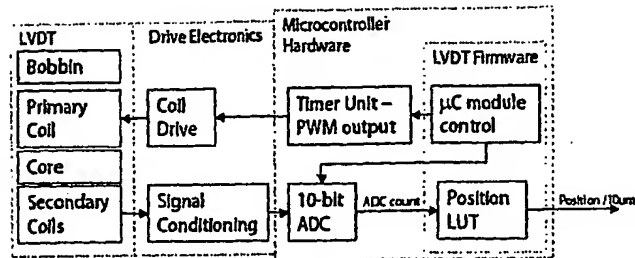 LVDT
Drive Electronics
Microcontroller
Hardware
LVDT Firmware
Bobbin
Primary
Coil
Coil
Drive
Timer Unit –
PWM output
μC module
control
Core
Secondary
Coils
Signal
Conditioning
10-bit
ADC
ADC count
Position
LUT
Position /10um